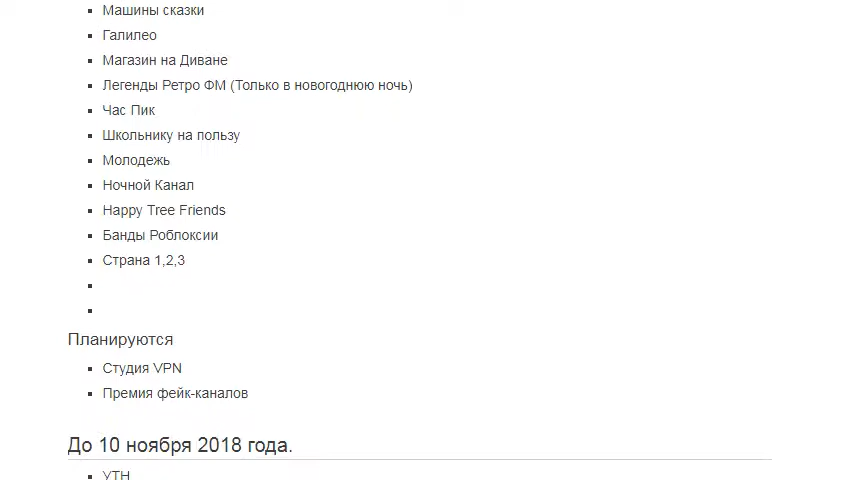 Машины сказки
Галилео
Магазин на Диване
Легенды Ретро ФМ (Только в новогоднюю ночь)
Час Пик
Школьнику на пользу
Молодежь
Ночной Канал
Happy Tree Friends
Банды Роблоксии
Страна 1,2,3
Планируются
Студия VPN
Премия фейк-каналов
До 10 ноября 2018 года.
УТН